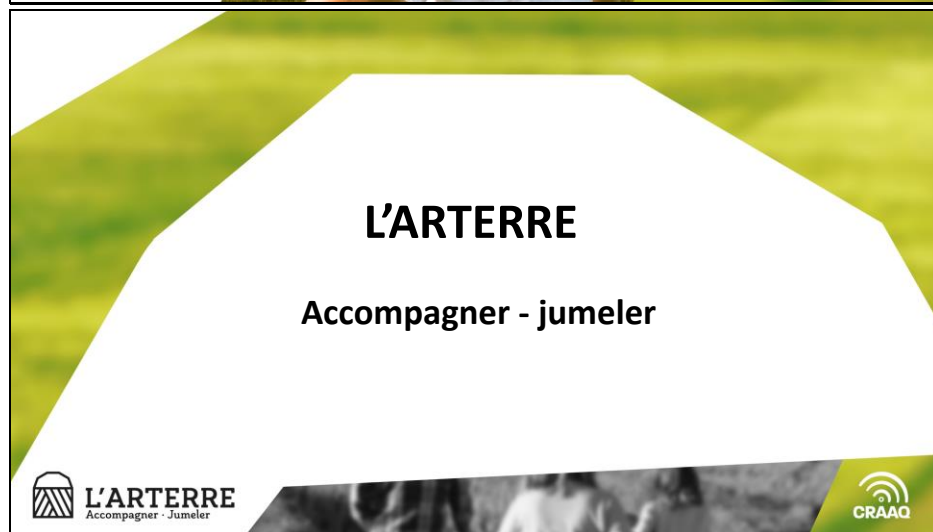 L'ARTERRE
Accompagner - jumeler
L'ARTERRE
Accompagner · Jumeler
CRAAQ